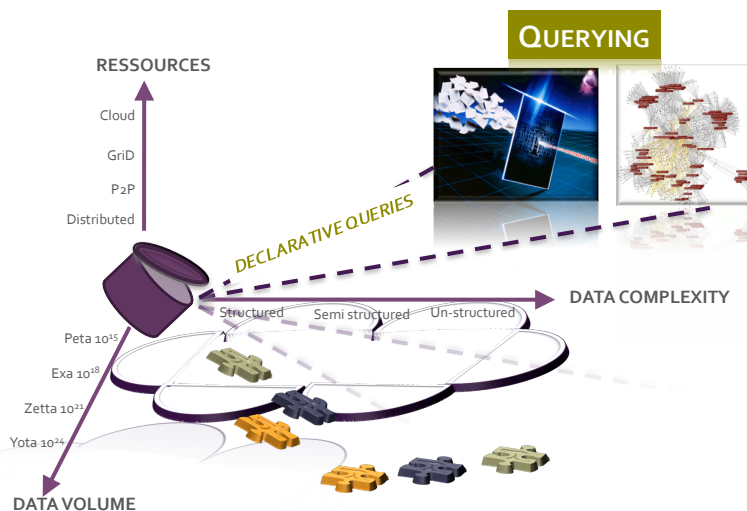 QUERYING
RESSOURCES
Cloud
GriD
P2P
Distributed
DECLARATIVE QUERIES
DATA COMPLEXITY
Structured
Semi structured
Un-structured
Peta 10¹⁵
Exa 10¹⁸
Zetta 10²¹
Yota 10²⁴
DATA VOLUME